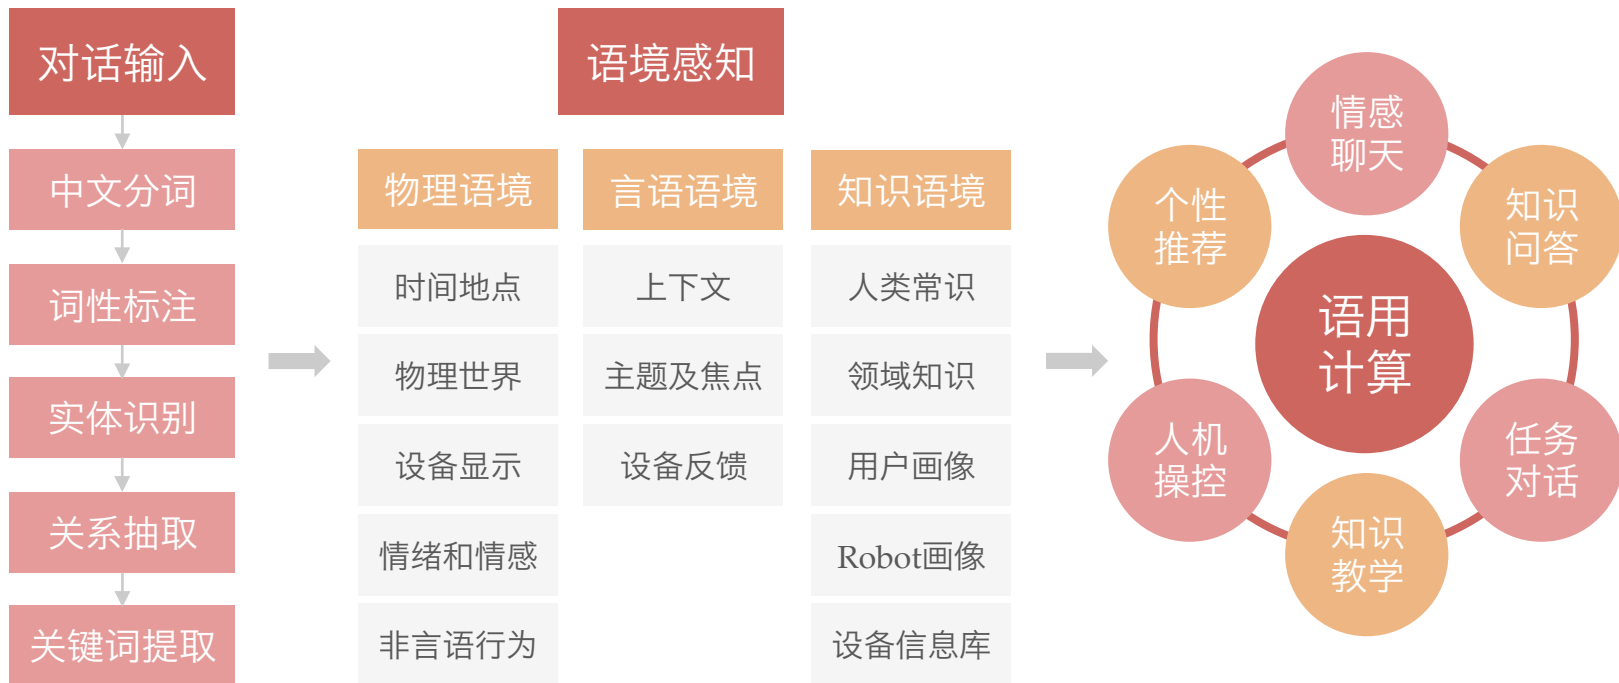 对话输入
中文分词
词性标注
实体识别
关系抽取
关键词提取
语境感知
物理语境
时间地点
物理世界
设备显示
情绪和情感
非言语行为
言语语境
上下文
主题及焦点
设备反馈
知识语境
人类常识
领域知识
用户画像
Robot画像
设备信息库
语用
计算
情感
聊天
知识
问答
任务
对话
知识
教学
人机
操控
个性
推荐